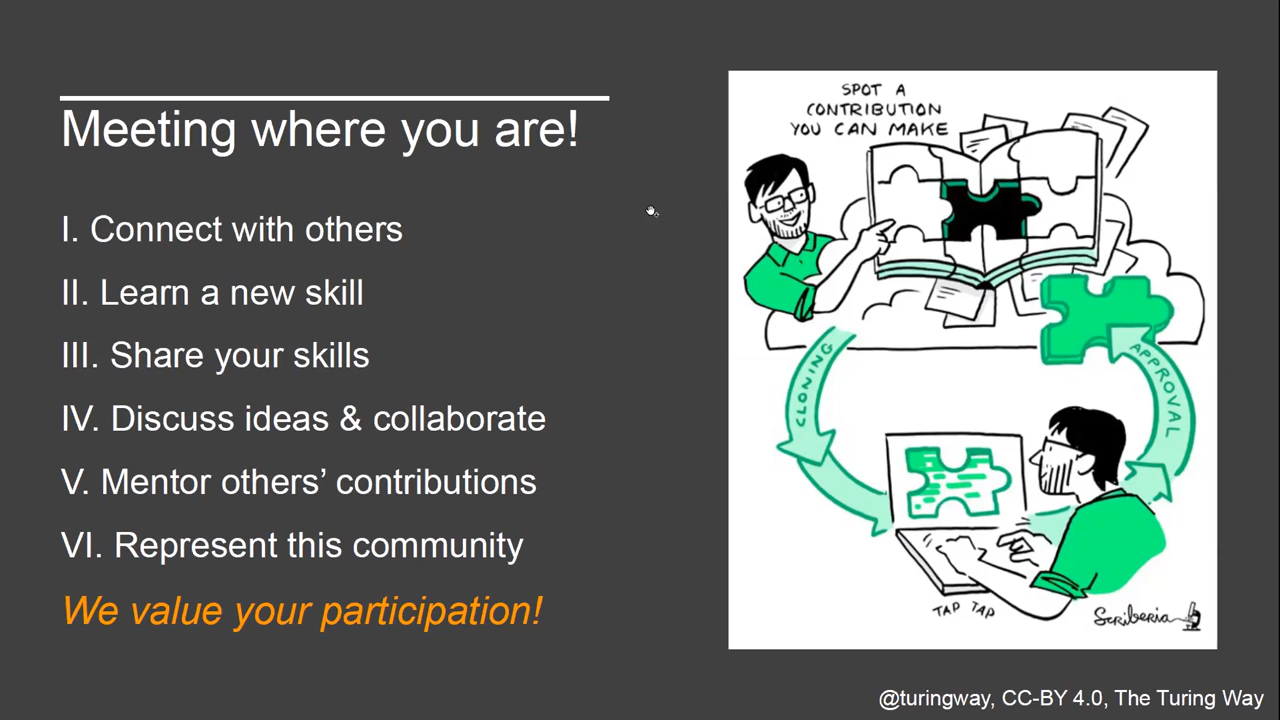 Meeting where you are!
I. Connect with others
II. Learn a new skill
III. Share your skills
IV. Discuss ideas & collaborate
V. Mentor others’ contributions
VI. Represent this community
We value your participation!
SPOT A
CONTRIBUTION
YOU CAN MAKE
CLONING
APPROVAL
TAP TAP
Scriberia
@turingway, CC-BY 4.0, The Turing Way